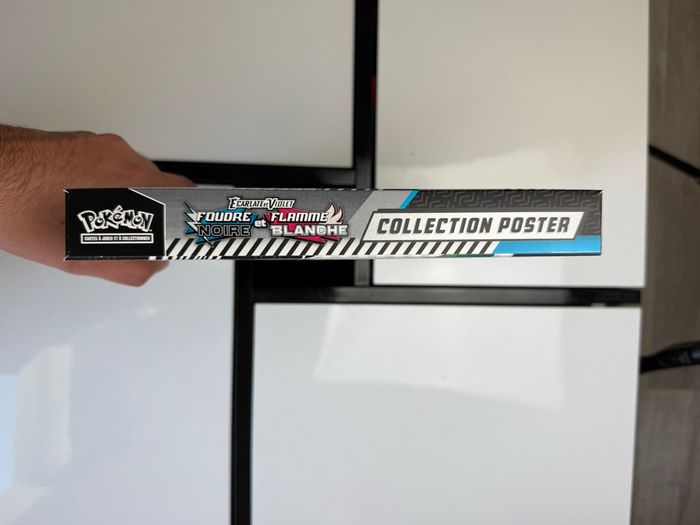 Pokémon
CARTES À JOUER ET À COLLECTIONNER
ÉCARLATE et VIOLET
FOUDRE NOIRE et FLAMME BLANCHE
COLLECTION POSTER